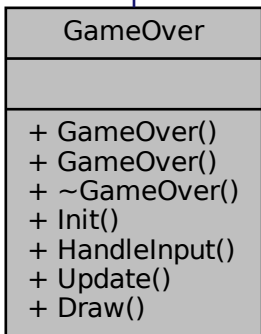 GameOver
+ GameOver()
+ GameOver()
+ ~GameOver()
+ Init()
+ HandleInput()
+ Update()
+ Draw()